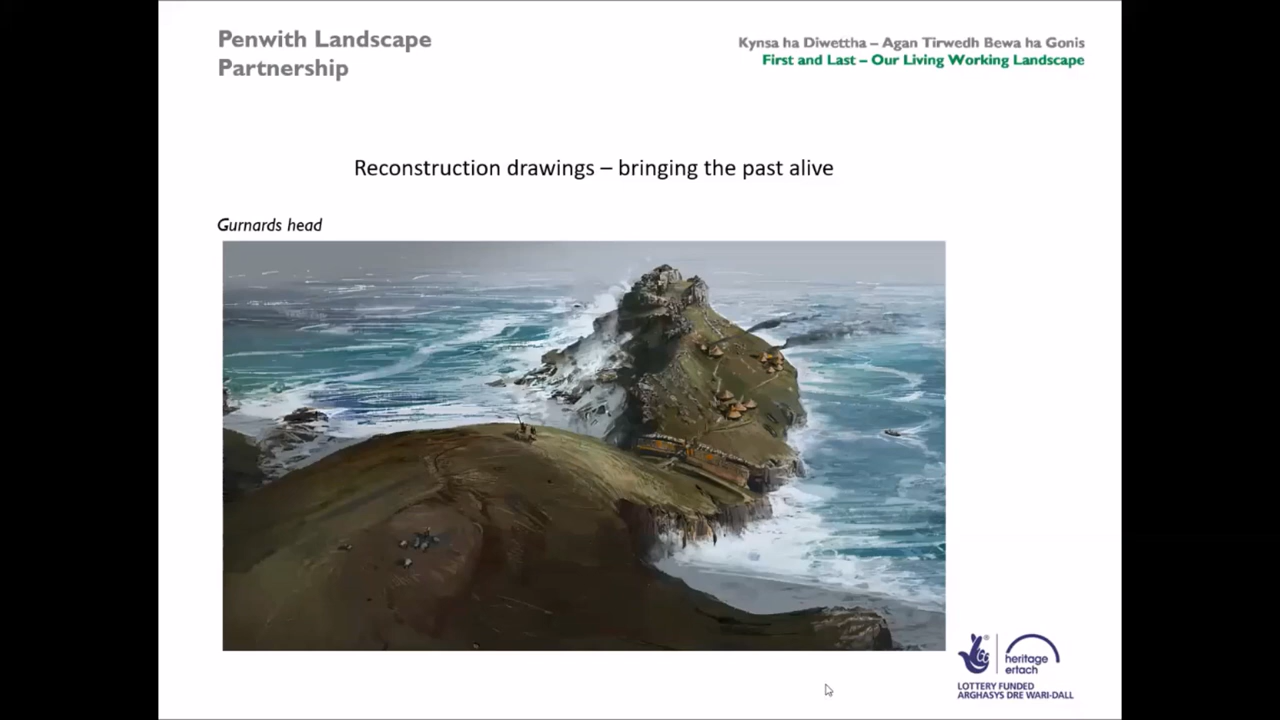 Penwith Landscape
Partnership
Kynsa ha Diwettha – Agan Tirwedh Bewa ha Gonis
First and Last – Our Living Working Landscape
Reconstruction drawings – bringing the past alive
Gurnards head
heritage
ertach
LOTTERY FUNDED
ARGHASYS DRE WARI-DALL